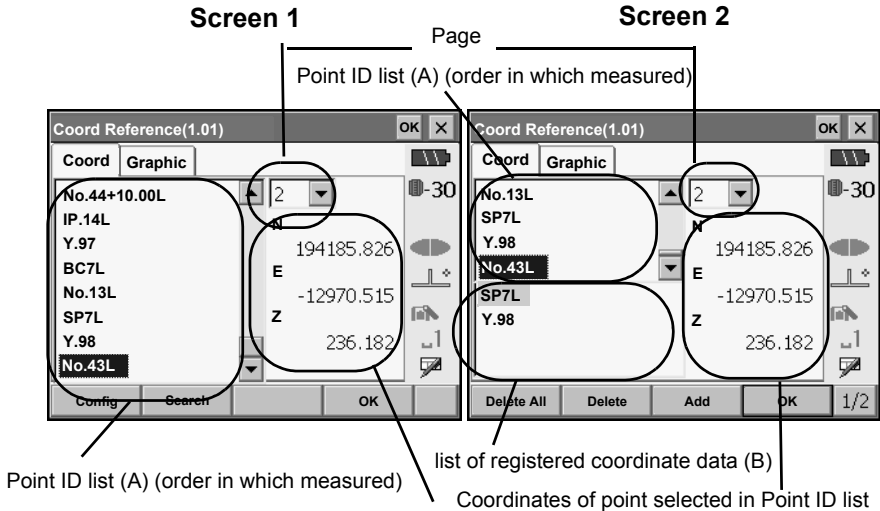 Screen 1
Screen 2
Page
Point ID list (A) (order in which measured)
Coord Reference(1.01)
OK
Coord
Graphic
No.44+10.00L
IP.14L
Y.97
BC7L
No.13L
SP7L
Y.98
No.43L
2
N
194185.826
E
-12970.515
Z
236.182
-30
1
Config
Search
OK
Coord Reference(1.01)
OK
Coord
Graphic
No.13L
SP7L
Y.98
No.43L
SP7L
Y.98
2
N
194185.826
E
-12970.515
Z
236.182
-30
1
Delete All
Delete
Add
OK
1/2
Point ID list (A) (order in which measured)
list of registered coordinate data (B)
Coordinates of point selected in Point ID list